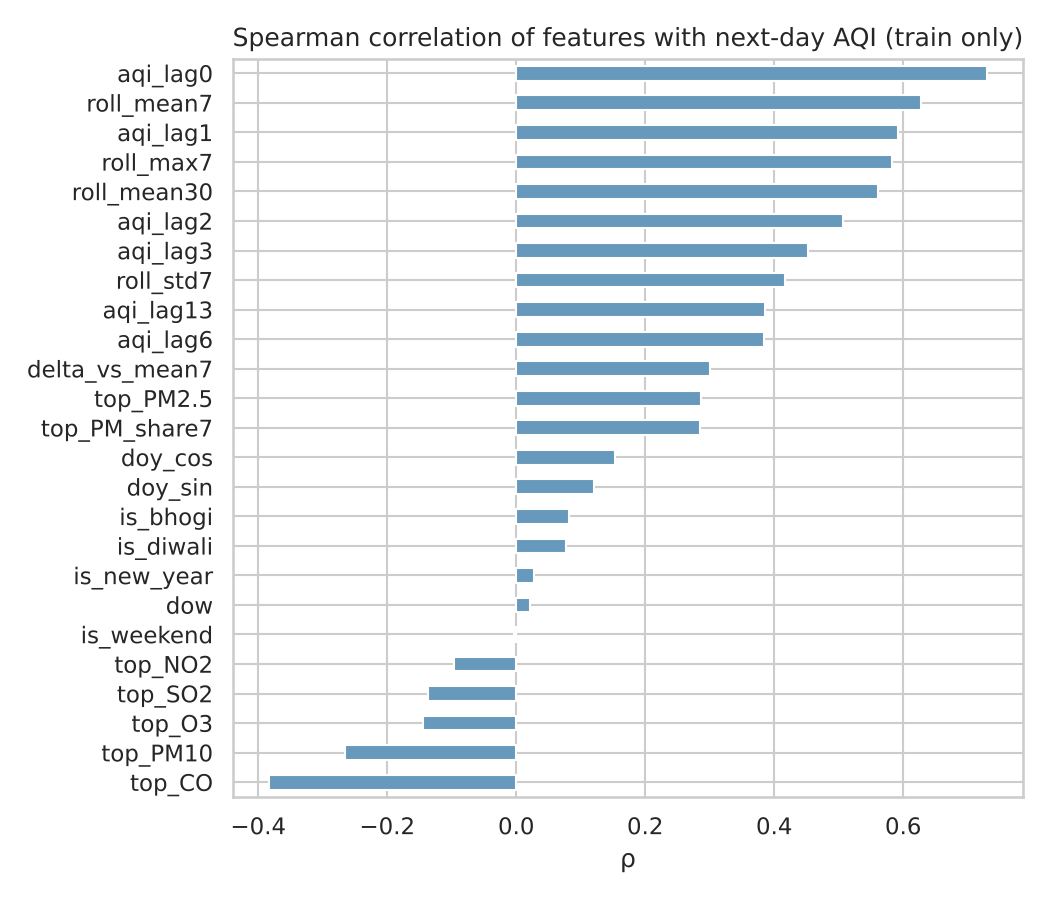 Spearman correlation of features with next-day AQI (train only)
aqi_lag0
roll_mean7
aqi_lag1
roll_max7
roll_mean30
aqi_lag2
aqi_lag3
roll_std7
aqi_lag13
aqi_lag6
delta_vs_mean7
top_PM2.5
top_PM_share7
doy_cos
doy_sin
is_bhogi
is_diwali
is_new_year
dow
is_weekend
top_NO2
top_SO2
top_O3
top_PM10
top_CO
−0.4 −0.2 0.0 0.2 0.4 0.6
ρ